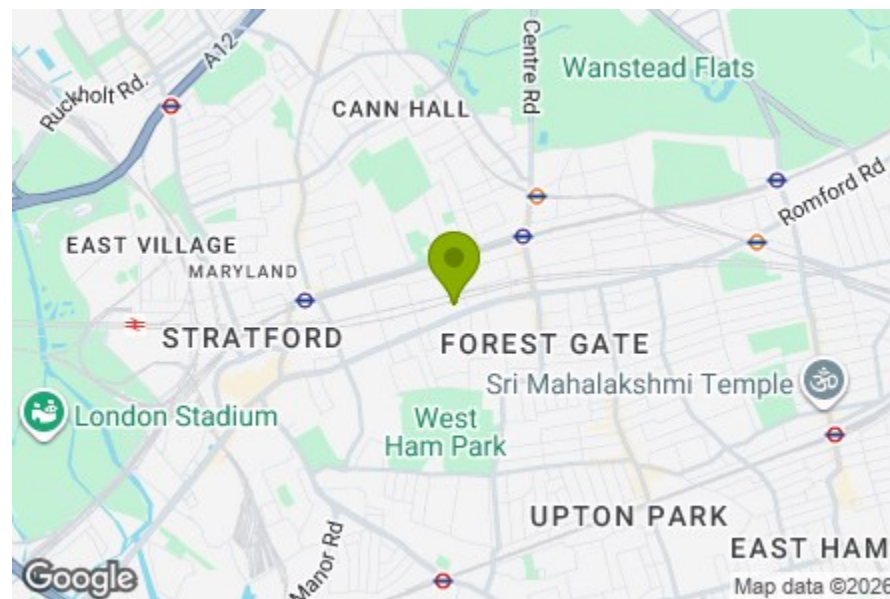 A12
Ruckholt Rd.
Centre Rd
Wanstead Flats
CANN HALL
Romford Rd
EAST VILLAGE
MARYLAND
STRATFORD
FOREST GATE
Sri Mahalakshmi Temple
ॐ
London Stadium
West
Ham Park
UPTON PARK
Manor Rd
EAST HAM
Google
Map data ©2026